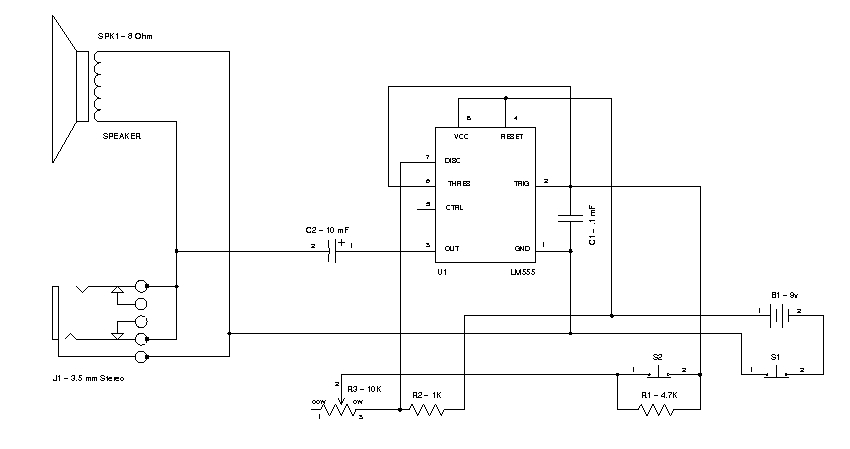 SPK1 – 8 Ohm
SPEAKER
8
4
VCC
RESET
7
DISC
6
THRES
TRIG
2
5
CTRL
C1 – .1 mF
C2 – 10 mF
2
+
1
3
OUT
GND
1
U1
LM555
B1 – 9v
1
2
J1 – 3.5 mm Stereo
S2
1
2
S1
1
2
2
R3 – 10K
R2 – 1K
R1 – 4.7K
CCW
CW
1
3